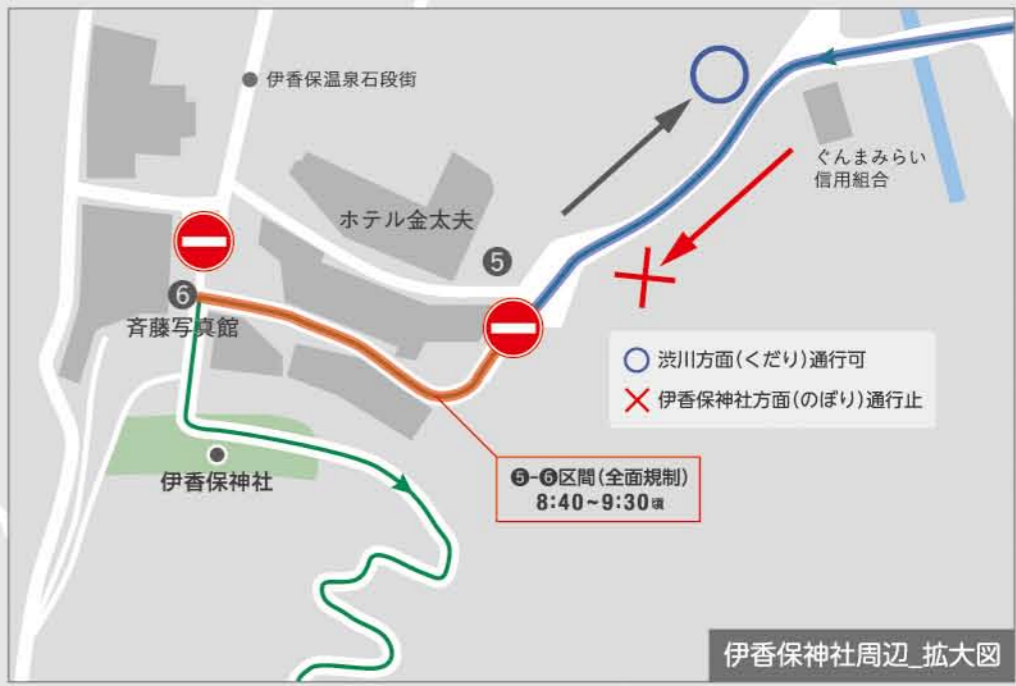 伊香保温泉石段街
ぐんまみらい
信用組合
ホテル金太夫
❺
❻
斉藤写真館
渋川方面(くだり)通行可
伊香保神社方面(のぼり)通行止
伊香保神社
❺-❻区間(全面規制)
8:40~9:30頃
伊香保神社周辺_拡大図